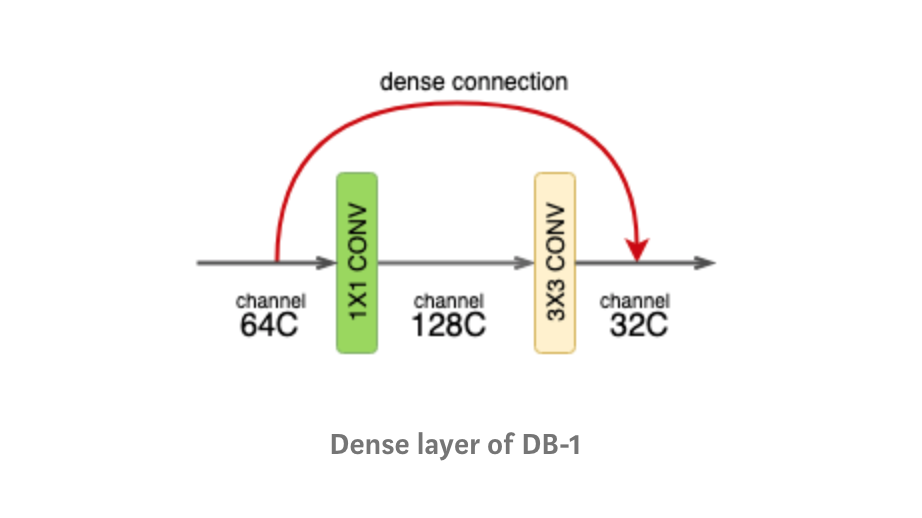 dense connection
1X1 CONV
3X3 CONV
channel
64C
channel
128C
channel
32C
Dense layer of DB-1